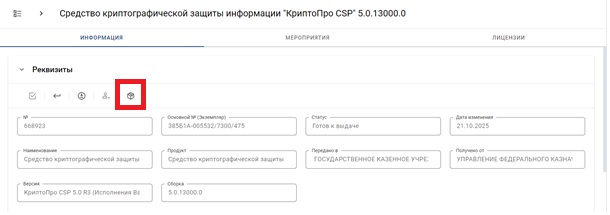 Средство криптографической защиты информации "КриптоПро CSP" 5.0.13000.0
ИНФОРМАЦИЯ МЕРОПРИЯТИЯ ЛИЦЕНЗИИ
Реквизиты
№ Основной № (Экземпляр) Статус Дата изменения
668923 385Б1А-005532/7300/475 Готов к выдаче 21.10.2025
Наименование Продукт Передано в Получено от
Средство криптографической защиты Средство криптографической защиты ГОСУДАРСТВЕННОЕ КАЗЕННОЕ УЧРЕ УПРАВЛЕНИЕ ФЕДЕРАЛЬНОГО КАЗНА
Версия Сборка
КриптоПро CSP 5.0 R3 (Исполнения Ba 5.0.13000.0